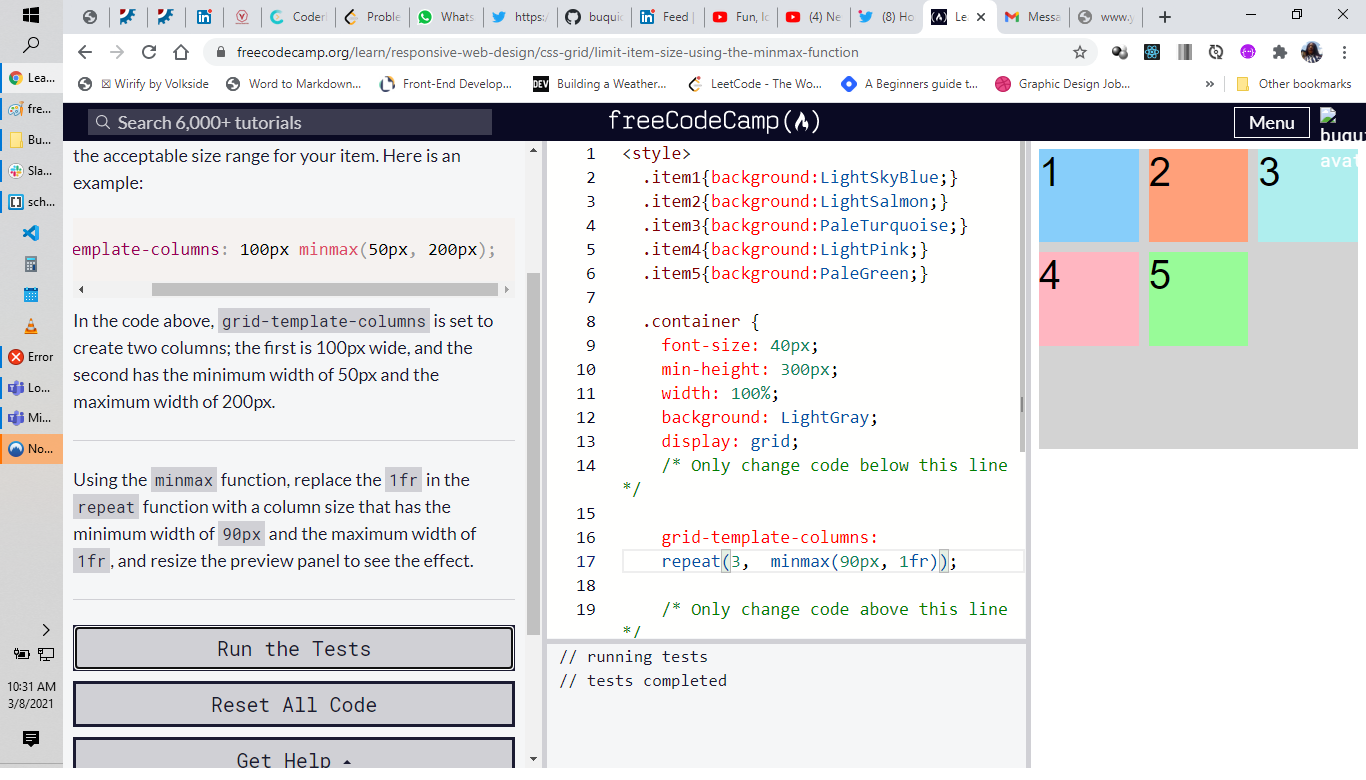 Coder
Proble
Whats
https:/
buquic
Feed |
Fun, Ic
(4) Ne
(8) Ho
Le
Messa
www.y
freecodecamp.org/learn/responsive-web-design/css-grid/limit-item-size-using-the-minmax-function
Wirify by Volkside
Word to Markdown...
Front-End Develop...
DEV
Building a Weather...
LeetCode - The Wo...
A Beginners guide t...
Graphic Design Job...
»
Other bookmarks
Lea...
fre...
Bu...
Sla...
sch...
Error
Lo...
Mi...
No...
10:31 AM
3/8/2021
Search 6,000+ tutorials
freeCodeCamp
Menu
the acceptable size range for your item. Here is an
example:
emplate-columns: 100px minmax(50px, 200px);
In the code above, grid-template-columns is set to
create two columns; the first is 100px wide, and the
second has the minimum width of 50px and the
maximum width of 200px.
Using the minmax function, replace the 1fr in the
repeat function with a column size that has the
minimum width of 90px and the maximum width of
1fr, and resize the preview panel to see the effect.
Run the Tests
Reset All Code
Get Help
1 <style>
2 .item1{background:LightSkyBlue;}
3 .item2{background:LightSalmon;}
4 .item3{background:PaleTurquoise;}
5 .item4{background:LightPink;}
6 .item5{background:PaleGreen;}
7
8 .container {
9 font-size: 40px;
10 min-height: 300px;
11 width: 100%;
12 background: LightGray;
13 display: grid;
14 /* Only change code below this line
*/
15
16 grid-template-columns:
17 repeat(3,  minmax(90px, 1fr));
18
19 /* Only change code above this line
*/
// running tests
// tests completed
1 2 3
4 5